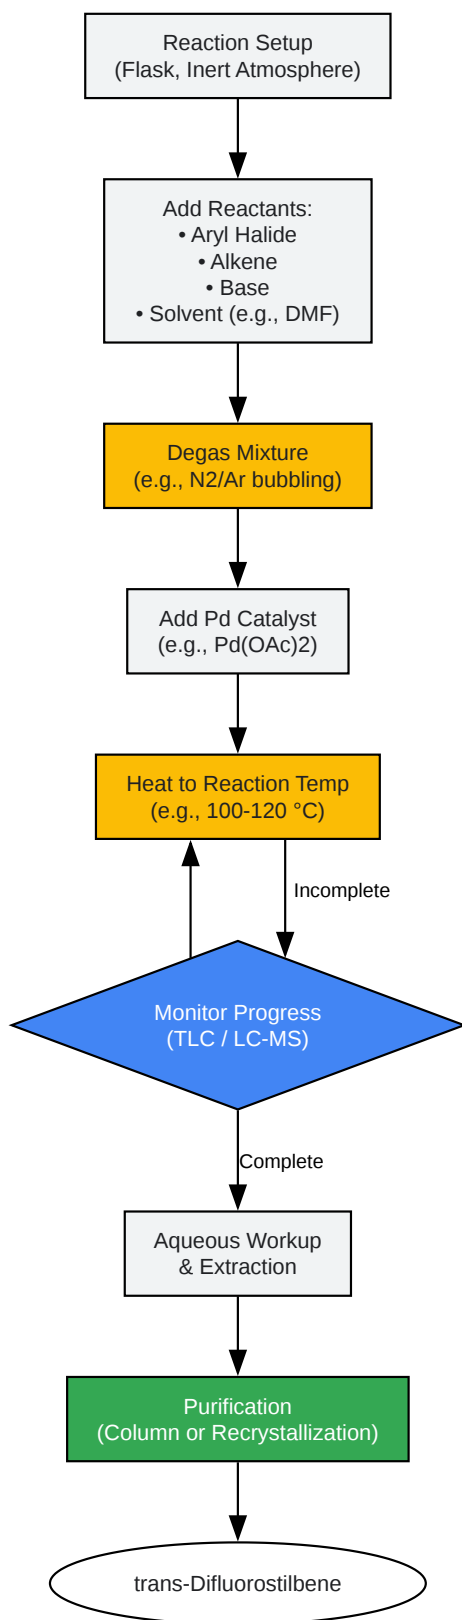 Reaction Setup
(Flask, Inert Atmosphere)
Add Reactants:
• Aryl Halide
• Alkene
• Base
• Solvent (e.g., DMF)
Degas Mixture
(e.g., N2/Ar bubbling)
Add Pd Catalyst
(e.g., Pd(OAc)2)
Heat to Reaction Temp
(e.g., 100-120 °C)
Incomplete
Monitor Progress
(TLC / LC-MS)
Complete
Aqueous Workup
& Extraction
Purification
(Column or Recrystallization)
trans-Difluorostilbene